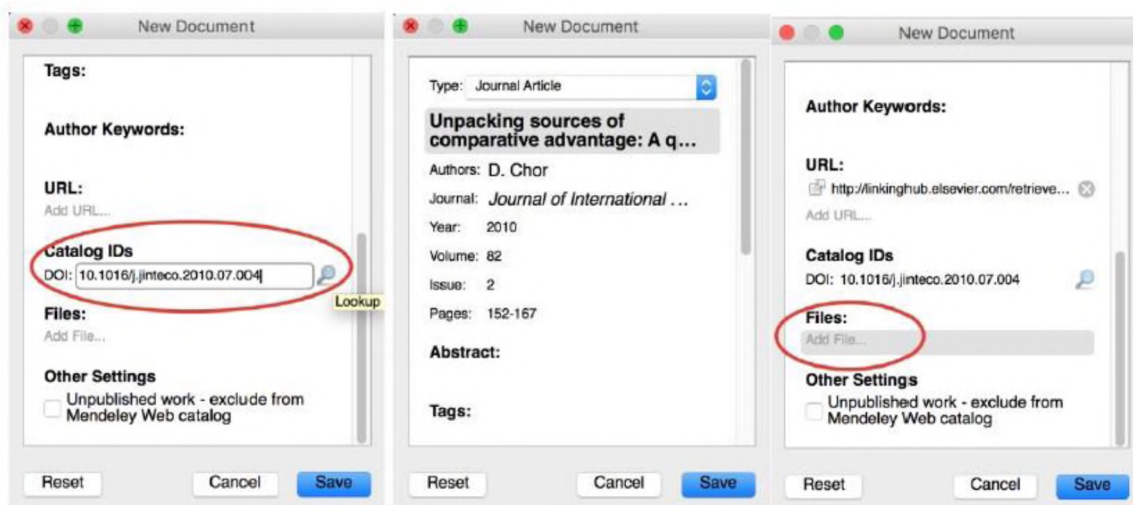 New Document
Tags:
Author Keywords:
URL:
Add URL...
Catalog IDs
DOI: 10.1016/j.jinteco.2010.07.004
Lookup
Files:
Add File...
Other Settings
Unpublished work - exclude from
Mendeley Web catalog
Reset Cancel Save
New Document
Type: Journal Article
Unpacking sources of
comparative advantage: A q...
Authors: D. Chor
Journal: Journal of International ...
Year: 2010
Volume: 82
Issue: 2
Pages: 152-167
Abstract:
Tags:
Reset Cancel Save
New Document
Author Keywords:
URL:
http://linkinghub.elsevier.com/retrieve...
Add URL...
Catalog IDs
DOI: 10.1016/j.jinteco.2010.07.004
Files:
Add File...
Other Settings
Unpublished work - exclude from
Mendeley Web catalog
Reset Cancel Save